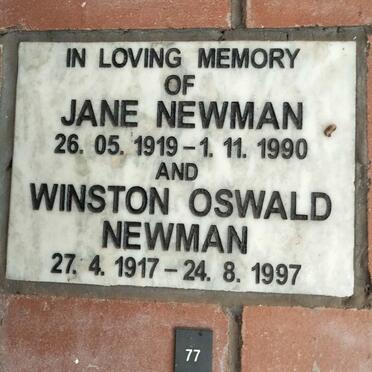 IN LOVING MEMORY
OF
JANE NEWMAN
26. 05. 1919 – 1. 11. 1990
AND
WINSTON OSWALD
NEWMAN
27. 4. 1917 – 24. 8. 1997
77